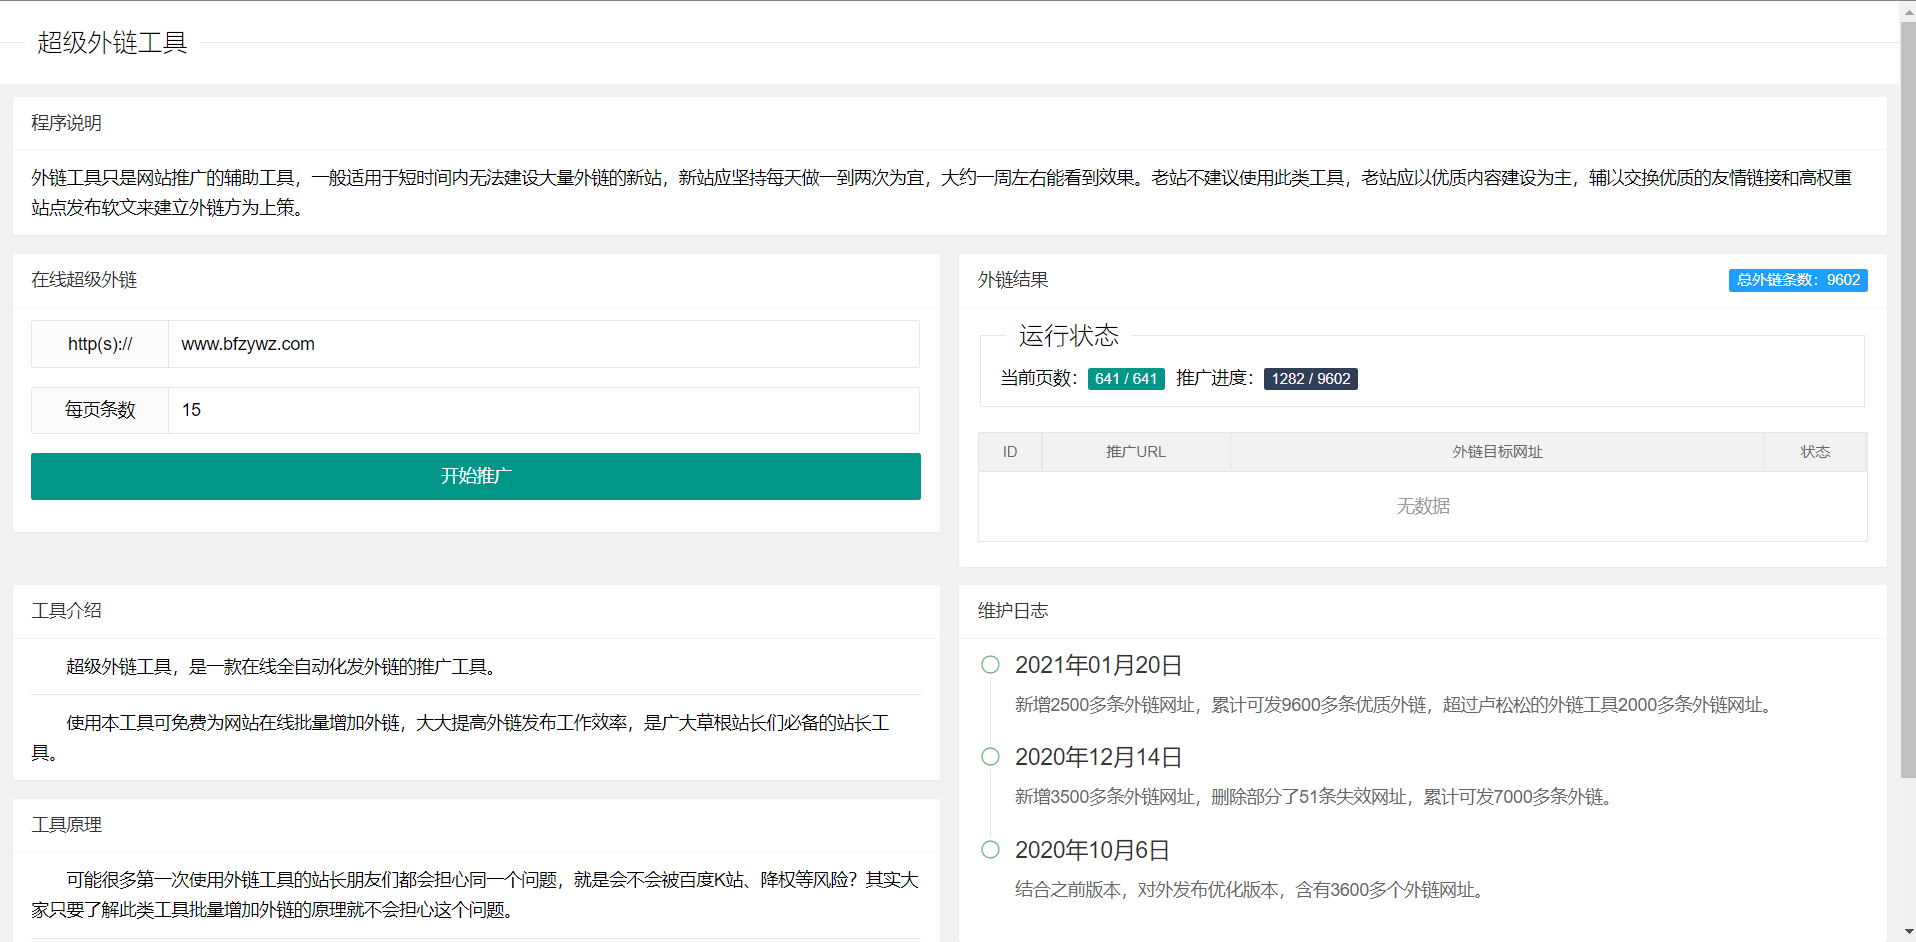 超级外链工具
程序说明
外链工具只是网站推广的辅助工具，一般适用于短时间内无法建设大量外链的新站，新站应坚持每天做一到两次为宜，大约一周左右能看到效果。老站不建议使用此类工具，老站应以优质内容建设为主，辅以交换优质的友情链接和高权重
站点发布软文来建立外链方为上策。
在线超级外链
http(s):// www.bfzywz.com
每页条数 15
开始推广
外链结果 总外链条数：9602
运行状态
当前页数： 641 / 641 推广进度： 1282 / 9602
ID 推广URL 外链目标网址 状态
无数据
工具介绍
超级外链工具，是一款在线全自动化发外链的推广工具。
使用本工具可免费为网站在线批量增加外链，大大提高外链发布工作效率，是广大草根站长们必备的站长工
具。
工具原理
可能很多第一次使用外链工具的站长朋友们都会担心同一个问题，就是会不会被百度K站、降权等风险？其实大
家只要了解此类工具批量增加外链的原理就不会担心这个问题。
维护日志
2021年01月20日
新增2500多条外链网址，累计可发9600多条优质外链，超过卢松松的外链工具2000多条外链网址。
2020年12月14日
新增3500多条外链网址，删除部分了51条失效网址，累计可发7000多条外链。
2020年10月6日
结合之前版本，对外发布优化版本，含有3600多个外链网址。